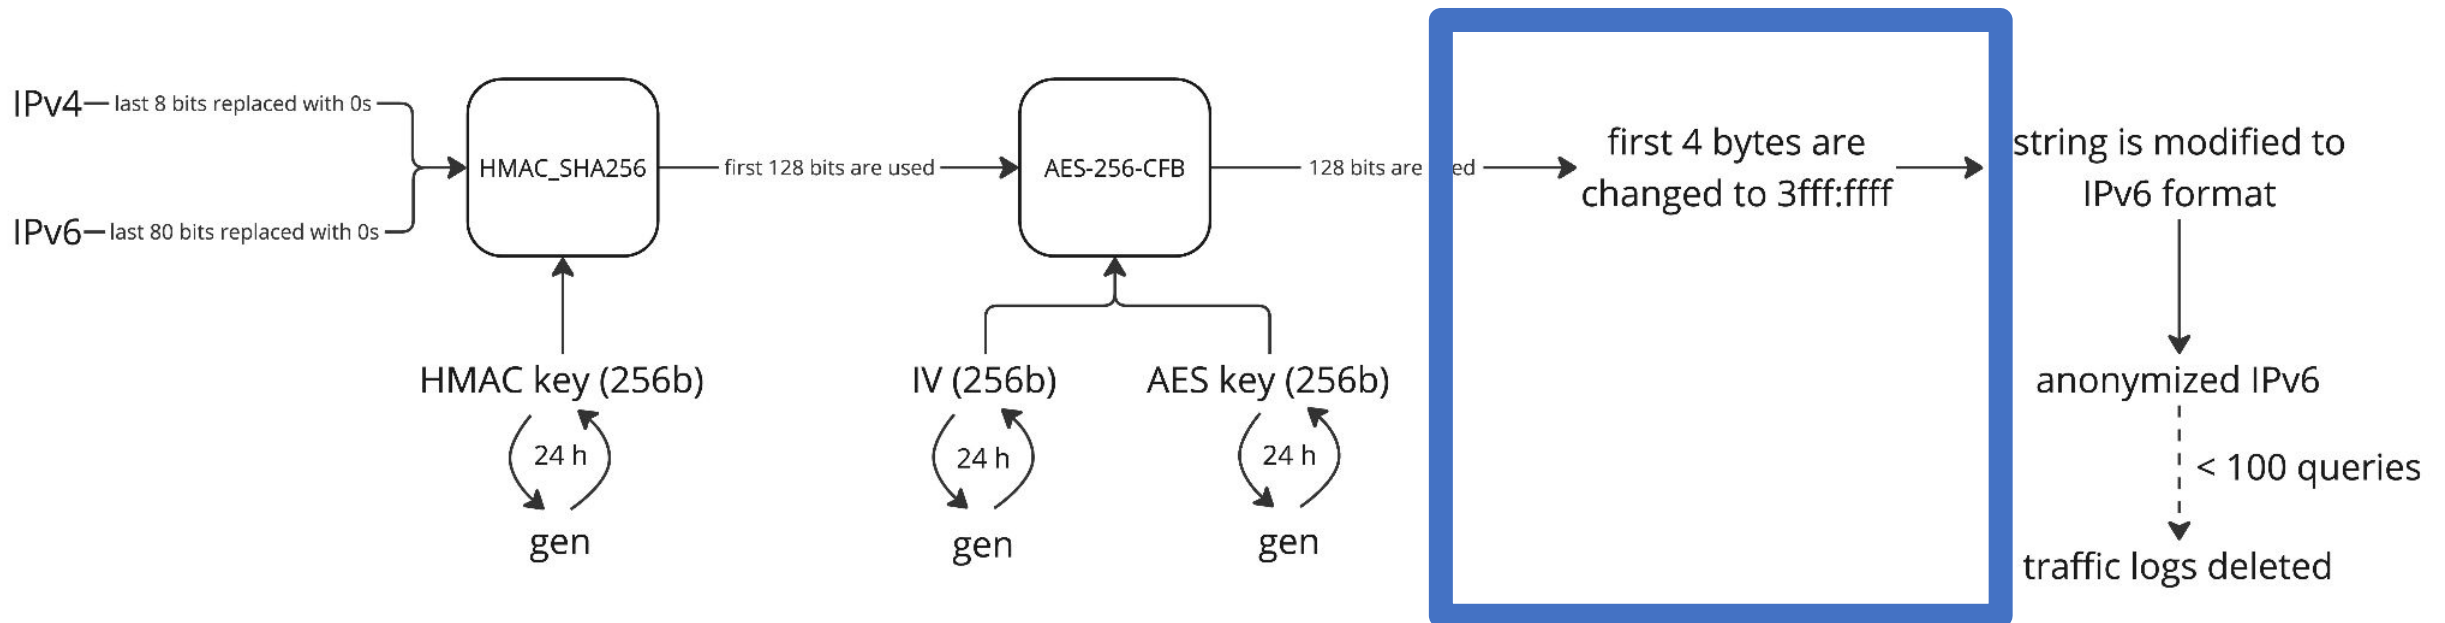 IPv4
last 8 bits replaced with 0s
IPv6
last 80 bits replaced with 0s
HMAC_SHA256
first 128 bits are used
AES-256-CFB
128 bits are ed
first 4 bytes are
changed to 3fff:ffff
string is modified to
IPv6 format
HMAC key (256b)
24 h
gen
IV (256b)
24 h
gen
AES key (256b)
24 h
gen
anonymized IPv6
< 100 queries
traffic logs deleted